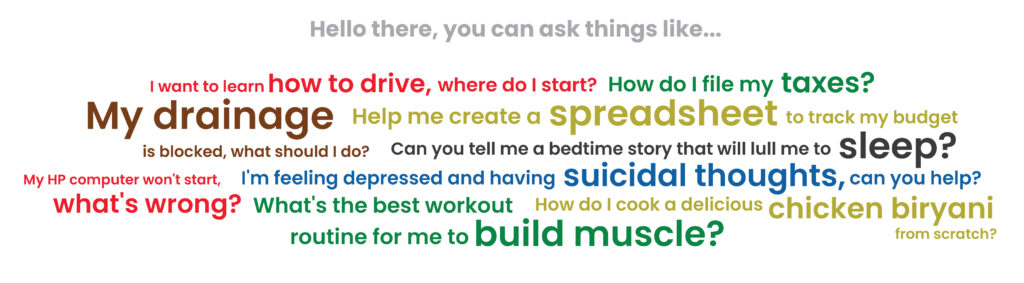 Hello there, you can ask things like...
I want to learn how to drive, where do I start? How do I file my taxes?
My drainage Help me create a spreadsheet to track my budget
is blocked, what should I do? Can you tell me a bedtime story that will lull me to sleep?
My HP computer won't start, I'm feeling depressed and having suicidal thoughts, can you help?
what's wrong? What's the best workout How do I cook a delicious chicken biryani
routine for me to build muscle? from scratch?